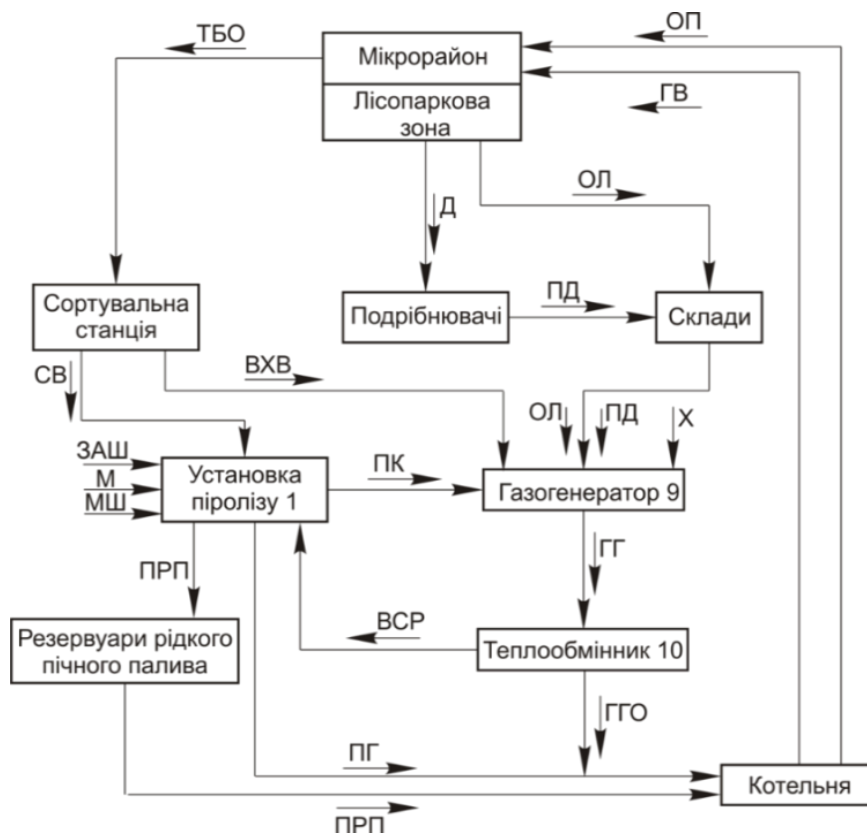 ТБО
ОП
Мікрорайон
Лісопаркова
зона
ГВ
ОЛ
Д
Сортувальна
станція
Подрібнювачі
ПД
Склади
СВ
ВХВ
ОЛ
ПД
Х
ЗАШ
М
МШ
Установка
піролізу 1
ПК
Газогенератор 9
ПРП
ГГ
ВСР
Резервуари рідкого
пічного палива
Теплообмінник 10
ГГО
ПГ
Котельня
ПРП